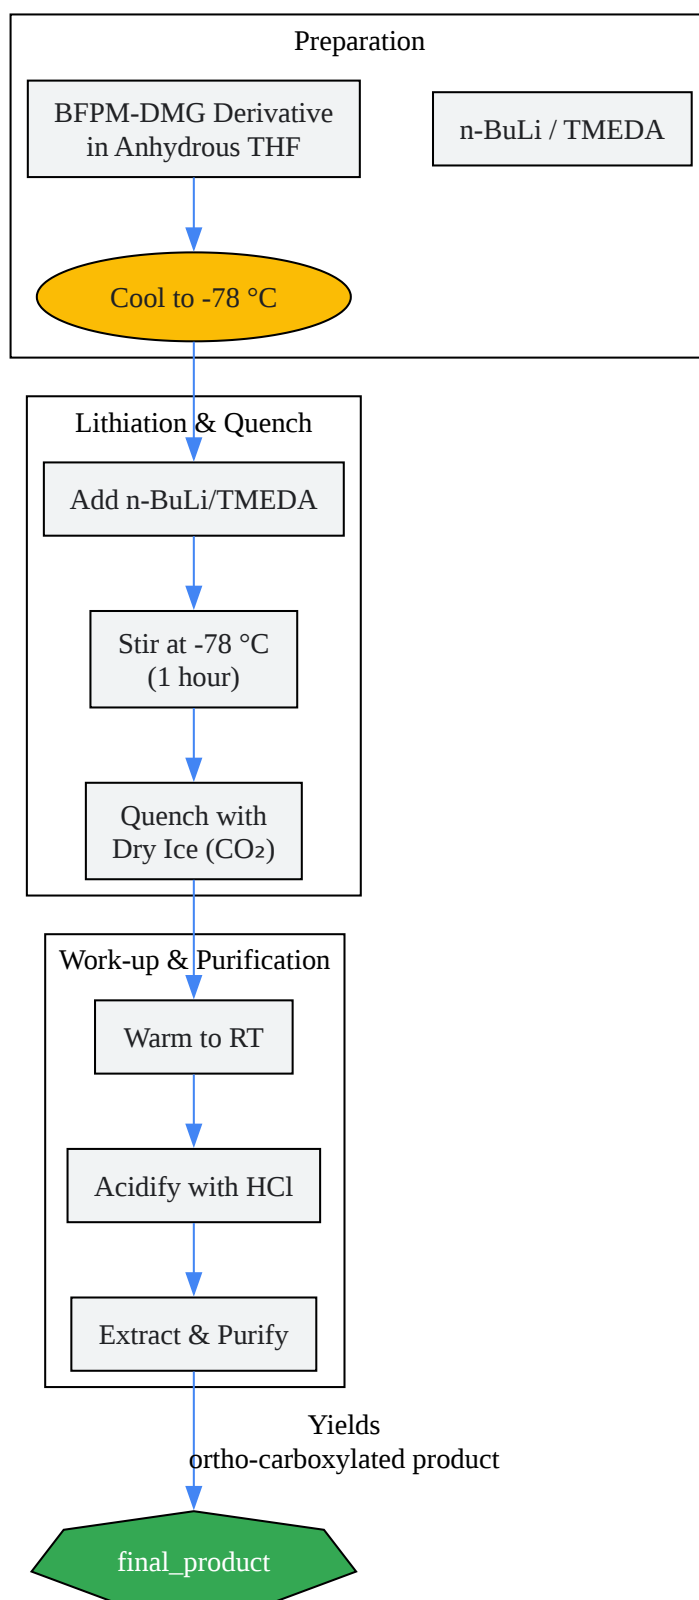 Preparation
BFPM-DMG Derivative
in Anhydrous THF
n-BuLi / TMEDA
Cool to -78 °C
Lithiation & Quench
Add n-BuLi/TMEDA
Stir at -78 °C
(1 hour)
Quench with
Dry Ice (CO₂)
Work-up & Purification
Warm to RT
Acidify with HCl
Extract & Purify
Yields
ortho-carboxylated product
final_product